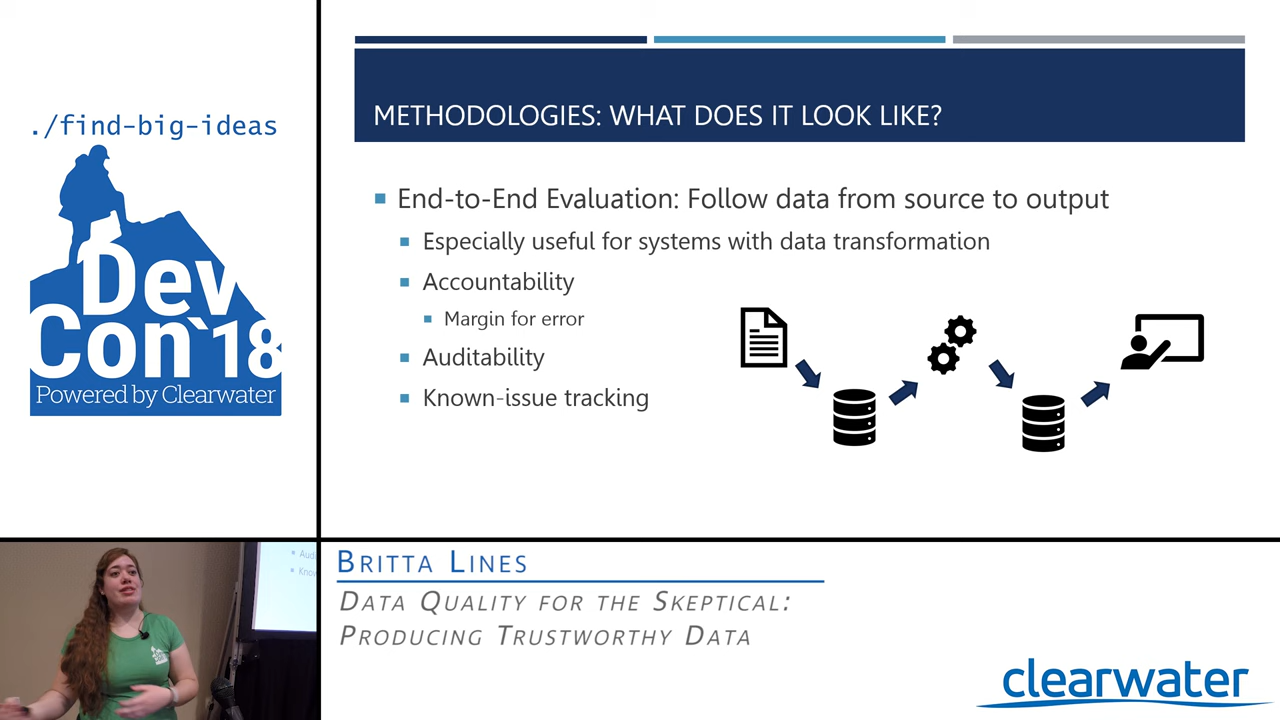 ./find-big-ideas
Dev
Con`18
Powered by Clearwater
METHODOLOGIES: WHAT DOES IT LOOK LIKE?
End-to-End Evaluation: Follow data from source to output
Especially useful for systems with data transformation
Accountability
Margin for error
Auditability
Known-issue tracking
BRITTA LINES
DATA QUALITY FOR THE SKEPTICAL:
PRODUCING TRUSTWORTHY DATA
clearwater